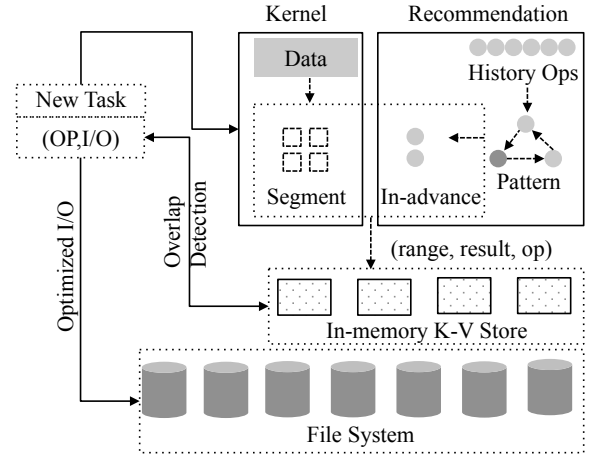 Kernel
Recommendation
Data
History Ops
New Task
(OP,I/O)
Segment
In-advance
Pattern
Optimized I/O
Overlap
Detection
(range, result, op)
In-memory K-V Store
File System